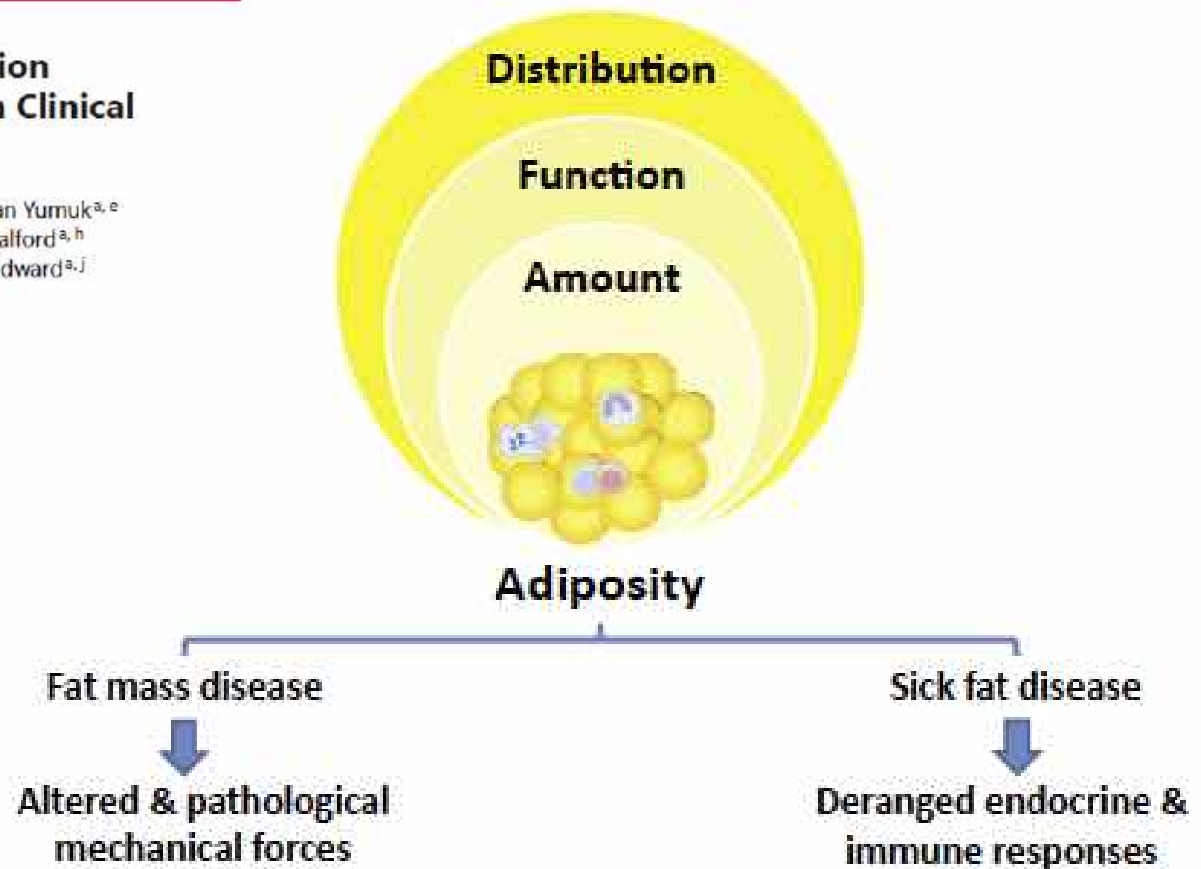 ion
n Clinical
an Yumuk a, e
alford a, h
dward a, j
Distribution
Function
Amount
Adiposity
Fat mass disease
Sick fat disease
Altered & pathological
mechanical forces
Deranged endocrine &
immune responses